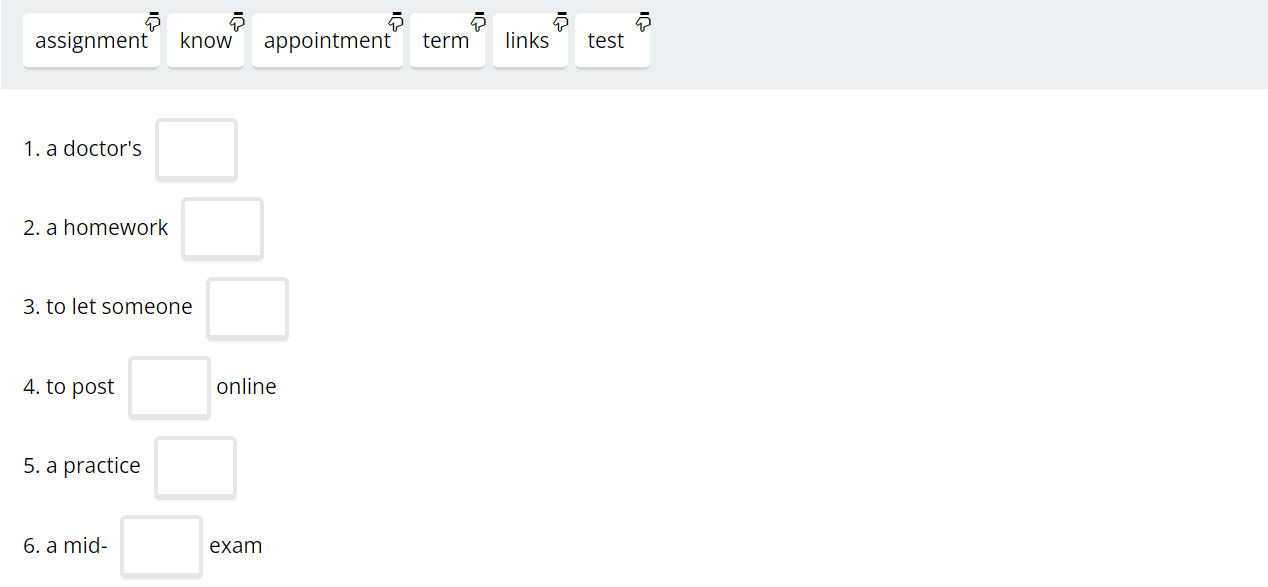 assignment know appointment term links test
1. a doctor's
2. a homework
3. to let someone
4. to post online
5. a practice
6. a mid- exam